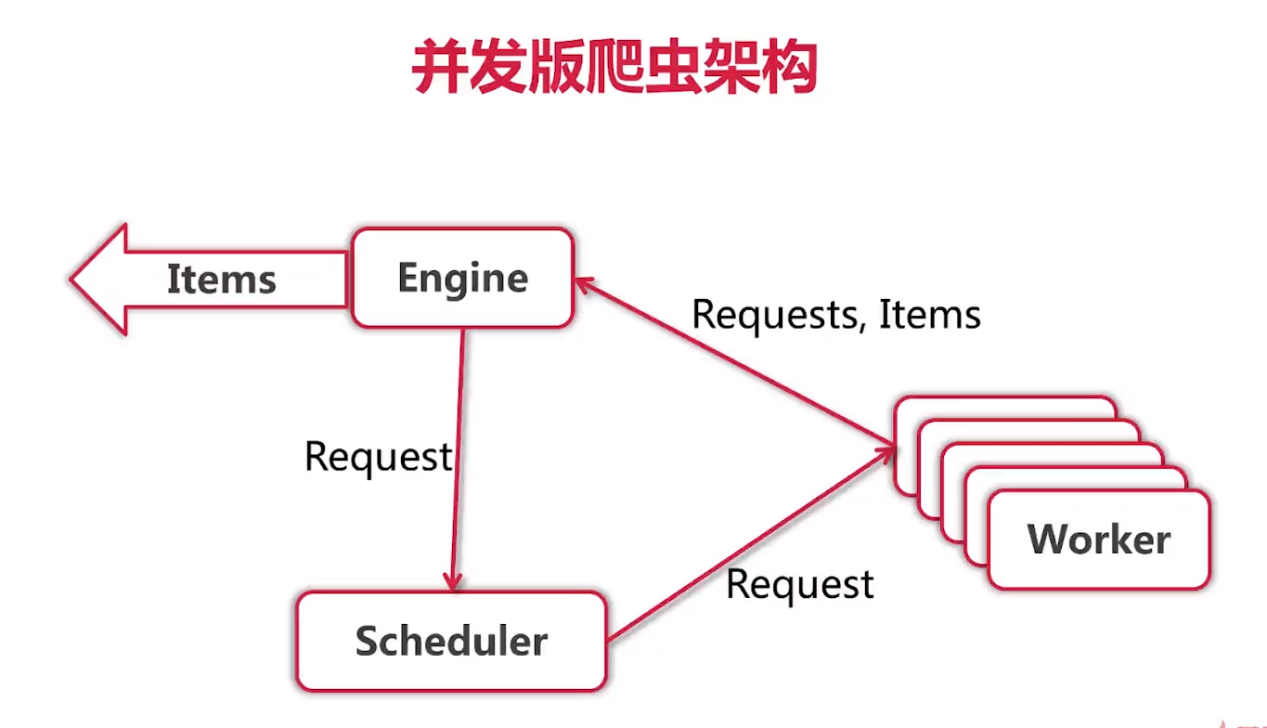 并发版爬虫架构
Items
Engine
Requests, Items
Request
Worker
Request
Scheduler